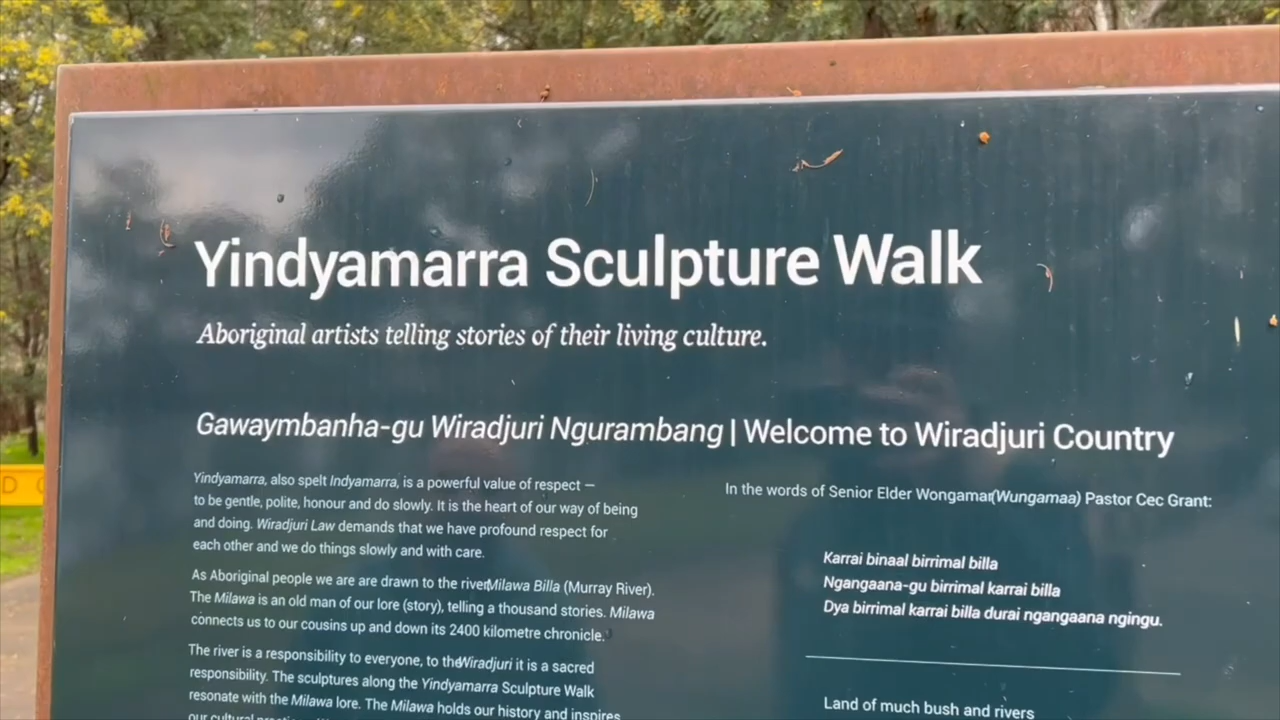 Yindyamarra Sculpture Walk
Aboriginal artists telling stories of their living culture.
Gawaymbanha-gu Wiradjuri Ngurambang | Welcome to Wiradjuri Country
Yindyamarra, also spelt Indyamarra, is a powerful value of respect —
to be gentle, polite, honour and do slowly. It is the heart of our way of being
and doing. Wiradjuri Law demands that we have profound respect for
each other and we do things slowly and with care.
As Aboriginal people we are are drawn to the river Milawa Billa (Murray River).
The Milawa is an old man of our lore (story), telling a thousand stories. Milawa
connects us to our cousins up and down its 2400 kilometre chronicle.
The river is a responsibility to everyone, to the Wiradjuri it is a sacred
responsibility. The sculptures along the Yindyamarra Sculpture Walk
resonate with the Milawa lore. The Milawa holds our history and inspires
our cultural
In the words of Senior Elder Wongamar (Wungamaa) Pastor Cec Grant:
Karrai binaal birrimal billa
Ngangaana-gu birrimal karrai billa
Dya birrimal karrai billa durai ngangaana ngingu.
Land of much bush and rivers
D